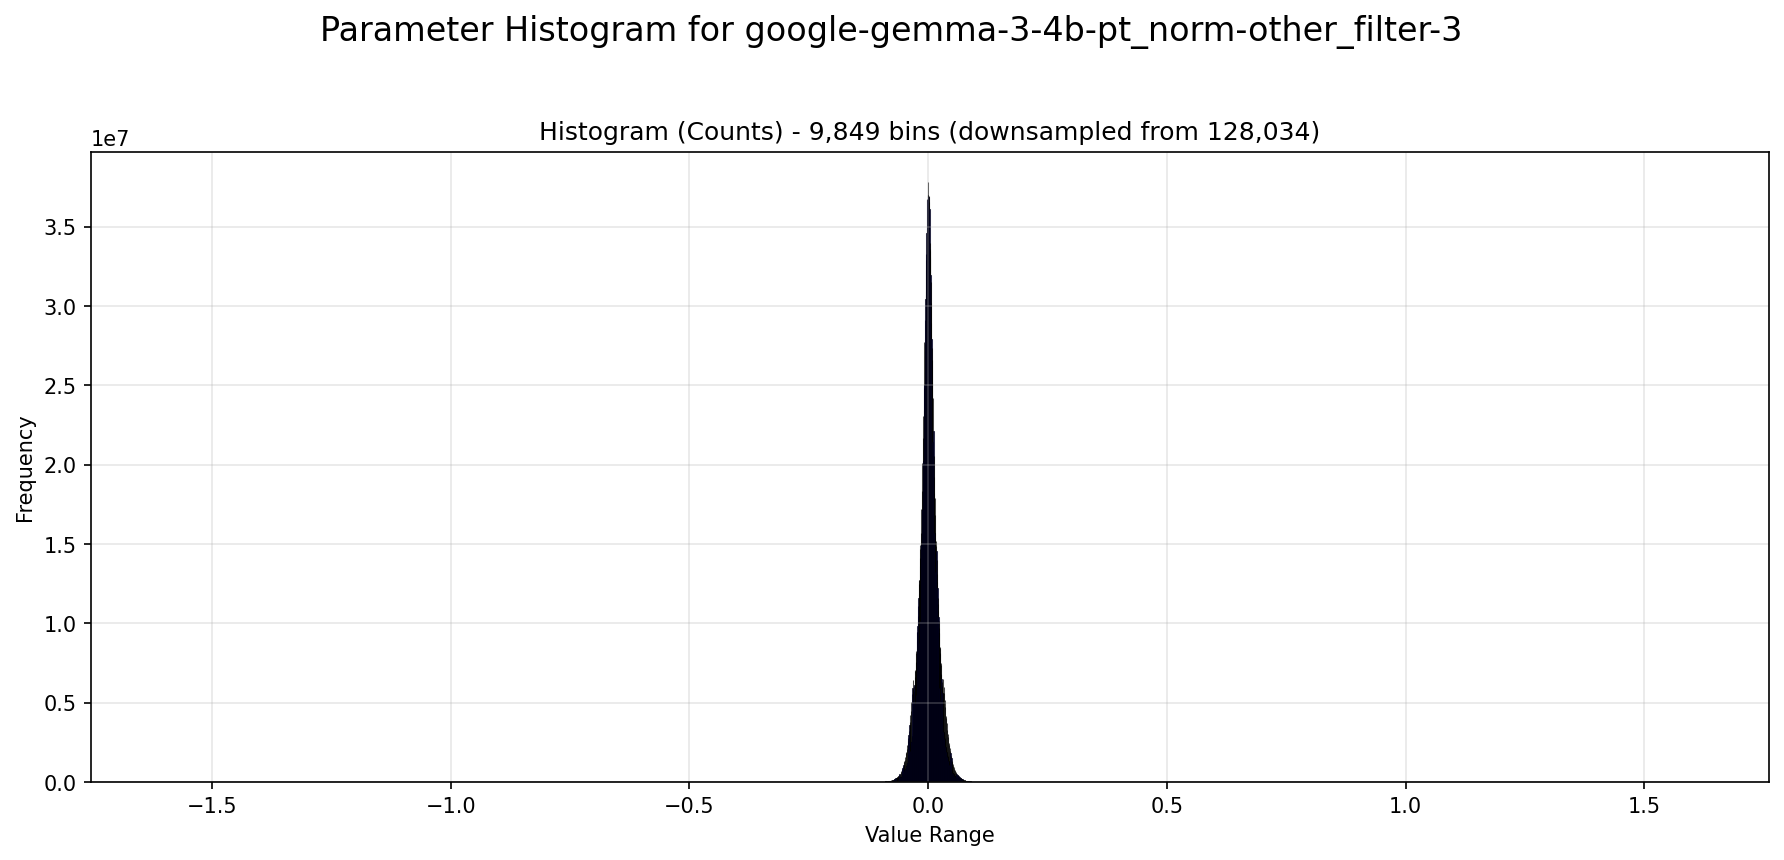 Parameter Histogram for google-gemma-3-4b-pt_norm-other_filter-3
Histogram (Counts) - 9,849 bins (downsampled from 128,034)
1e7
3.5
3.0
2.5
2.0
1.5
1.0
0.5
0.0
Frequency
−1.5 −1.0 −0.5 0.0 0.5 1.0 1.5
Value Range